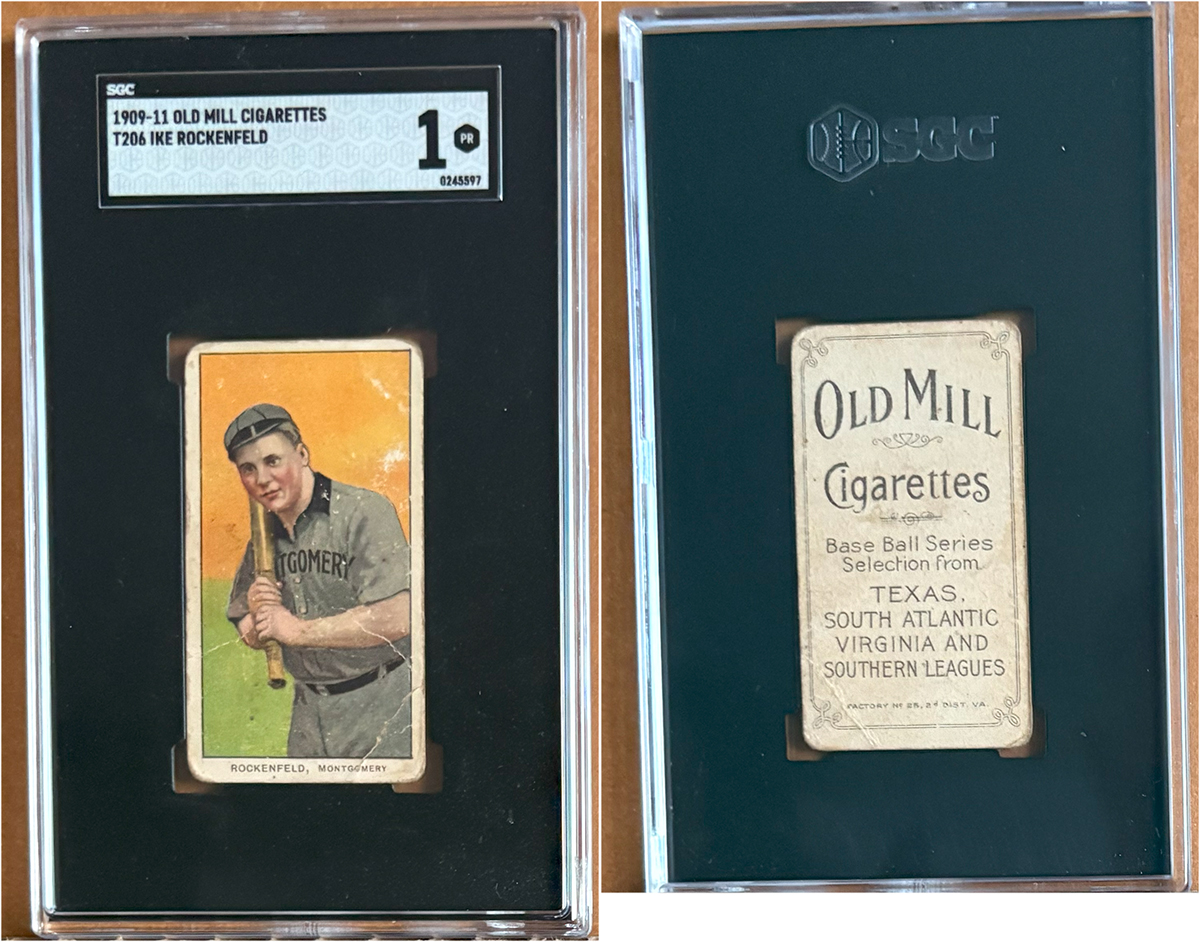 SGC
1909-11 OLD MILL CIGARETTES
T206 IKE ROCKENFELD
1 PR
0245597
TGOMERY
ROCKENFELD, MONTGOMERY
SGC
OLD MILL
Cigarettes
Base Ball Series
Selection from
TEXAS,
SOUTH ATLANTIC
VIRGINIA AND
SOUTHERN LEAGUES
FACTORY Nº 25, 2d DIST. VA.